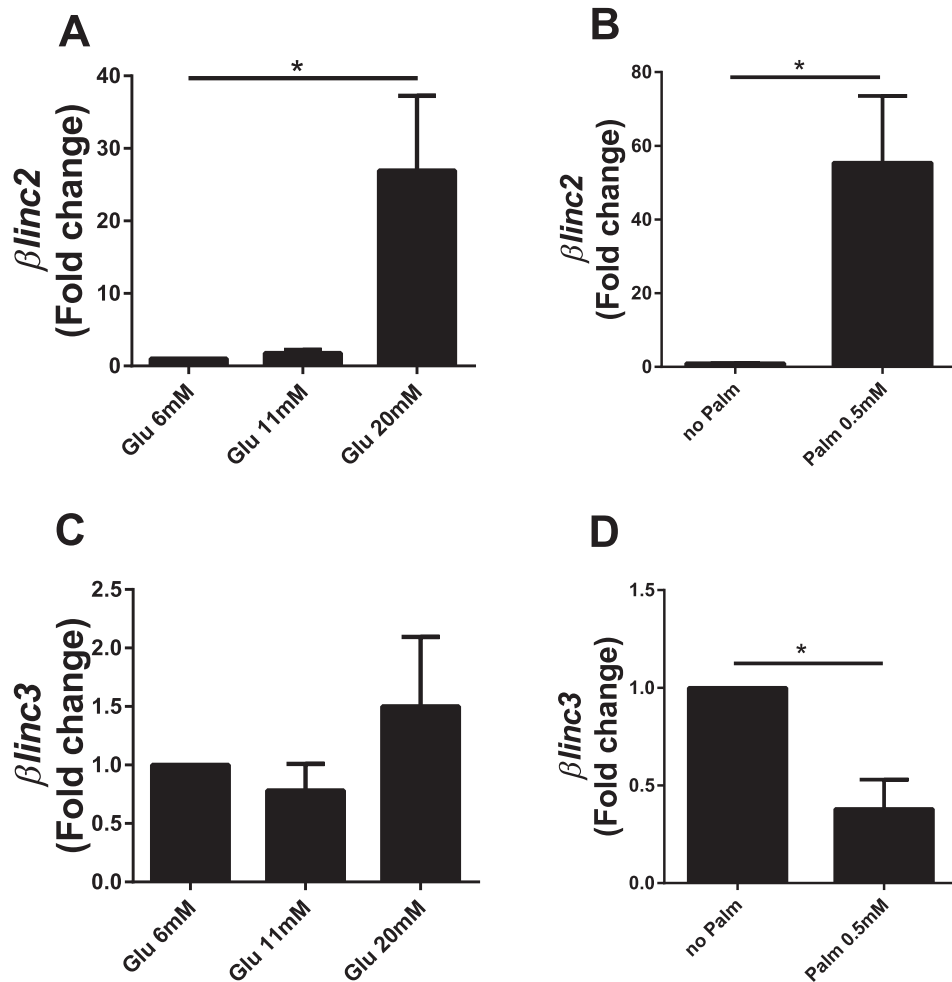 A
βlinc2
(Fold change)
40
30
20
10
0
*
Glu 6mM
Glu 11mM
Glu 20mM
B
βlinc2
(Fold change)
80
60
40
20
0
*
no Palm
Palm 0.5mM
C
βlinc3
(Fold change)
2.5
2.0
1.5
1.0
0.5
0.0
Glu 6mM
Glu 11mM
Glu 20mM
D
βlinc3
(Fold change)
1.5
1.0
0.5
0.0
*
no Palm
Palm 0.5mM